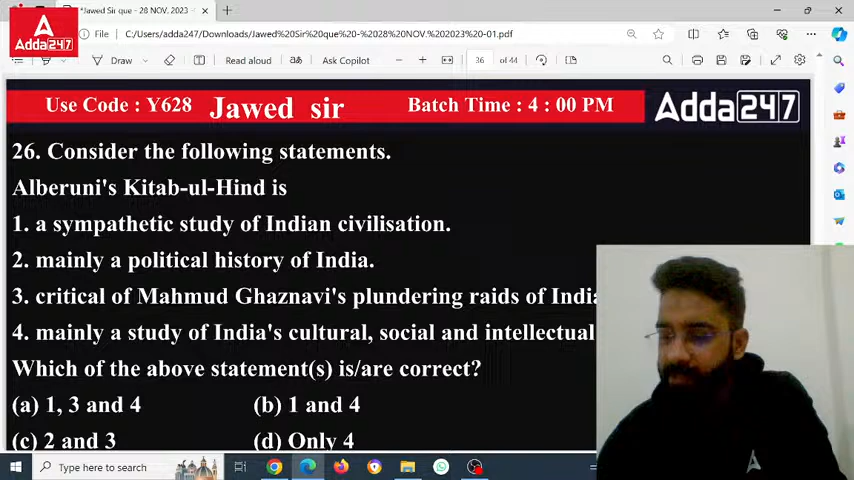 *Jawed Sir que - 28 NOV. 2023
File
C:/Users/adda247/Downloads/Jawed%20Sir%20que%20-%2028%20NOV.%202023%20-01.pdf
Adda247
Draw
Read aloud
Ask Copilot
36
of 44
Use Code : Y628 Jawed sir Batch Time : 4 : 00 PM Adda247
26. Consider the following statements.
Alberuni's Kitab-ul-Hind is
1. a sympathetic study of Indian civilisation.
2. mainly a political history of India.
3. critical of Mahmud Ghaznavi's plundering raids of India
4. mainly a study of India's cultural, social and intellectual
Which of the above statement(s) is/are correct?
(a) 1, 3 and 4 (b) 1 and 4
(c) 2 and 3 (d) Only 4
Type here to search